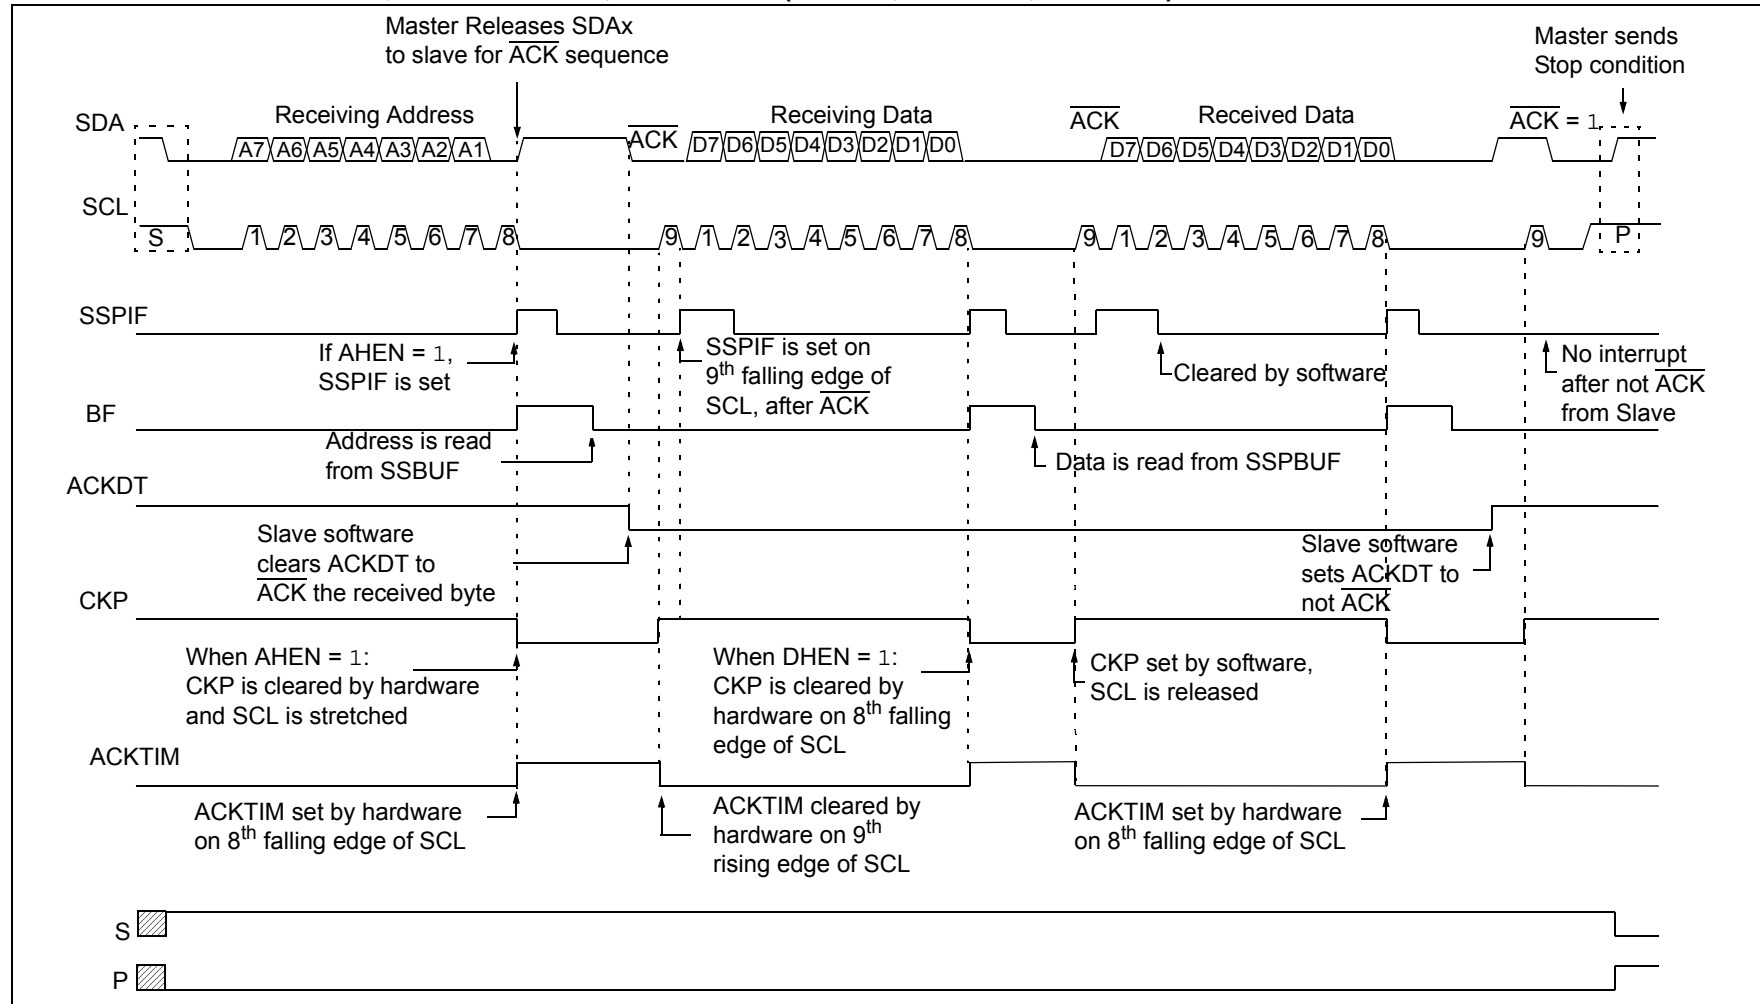 Master Releases SDAx
to slave for ACK sequence
Master sends
Stop condition
SDA
Receiving Address
A7 A6 A5 A4 A3 A2 A1
ACK
Receiving Data
D7 D6 D5 D4 D3 D2 D1 D0
ACK
Received Data
D7 D6 D5 D4 D3 D2 D1 D0
ACK = 1
SCL
S
1 2 3 4 5 6 7 8
9 1 2 3 4 5 6 7 8
9 1 2 3 4 5 6 7 8
9
P
SSPIF
If AHEN = 1,
SSPIF is set
SSPIF is set on
9th falling edge of
SCL, after ACK
Cleared by software
No interrupt
after not ACK
from Slave
BF
Address is read
from SSBUF
Data is read from SSPBUF
ACKDT
Slave software
clears ACKDT to
ACK the received byte
Slave software
sets ACKDT to
not ACK
CKP
When AHEN = 1:
CKP is cleared by hardware
and SCL is stretched
When DHEN = 1:
CKP is cleared by
hardware on 8th falling
edge of SCL
CKP set by software,
SCL is released
ACKTIM
ACKTIM set by hardware
on 8th falling edge of SCL
ACKTIM cleared by
hardware on 9th
rising edge of SCL
ACKTIM set by hardware
on 8th falling edge of SCL
S
P